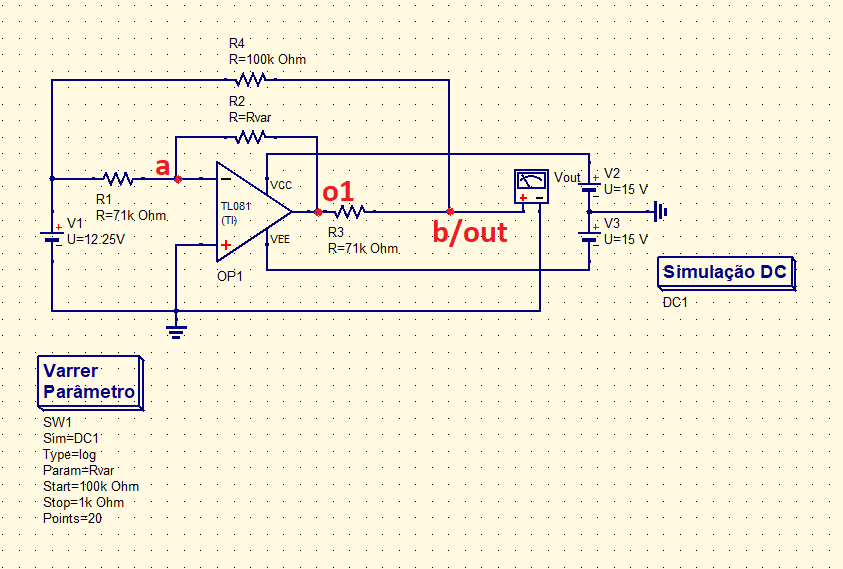 R4
R=100k Ohm
R2
R=Rvar
a
R1
R=71k Ohm
VCC
TL081
(TI)
VEE
OP1
o1
R3
R=71k Ohm
b/out
Vout
V1
U=12.25V
V2
U=15 V
V3
U=15 V
Simulação DC
DC1
Varrer
Parâmetro
SW1
Sim=DC1
Type=log
Param=Rvar
Start=100k Ohm
Stop=1k Ohm
Points=20